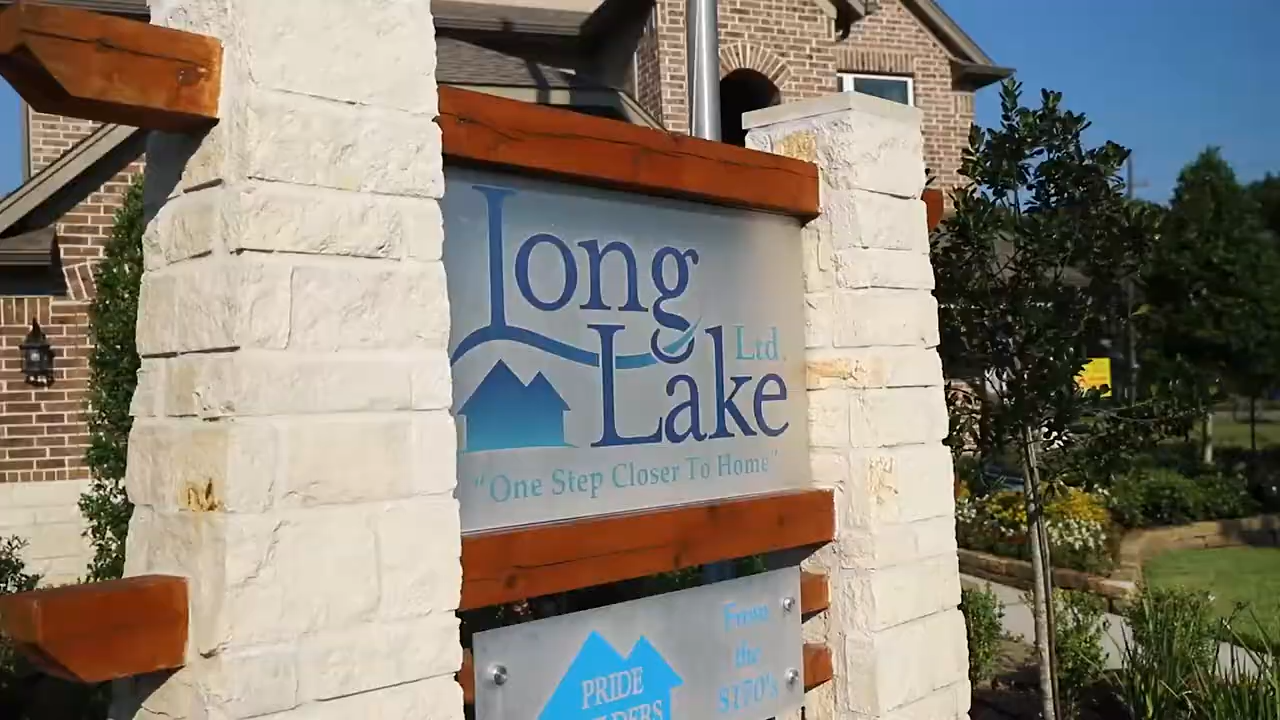 Long
Lake Ltd.
"One Step Closer To Home"
PRIDE
From
the
$170's